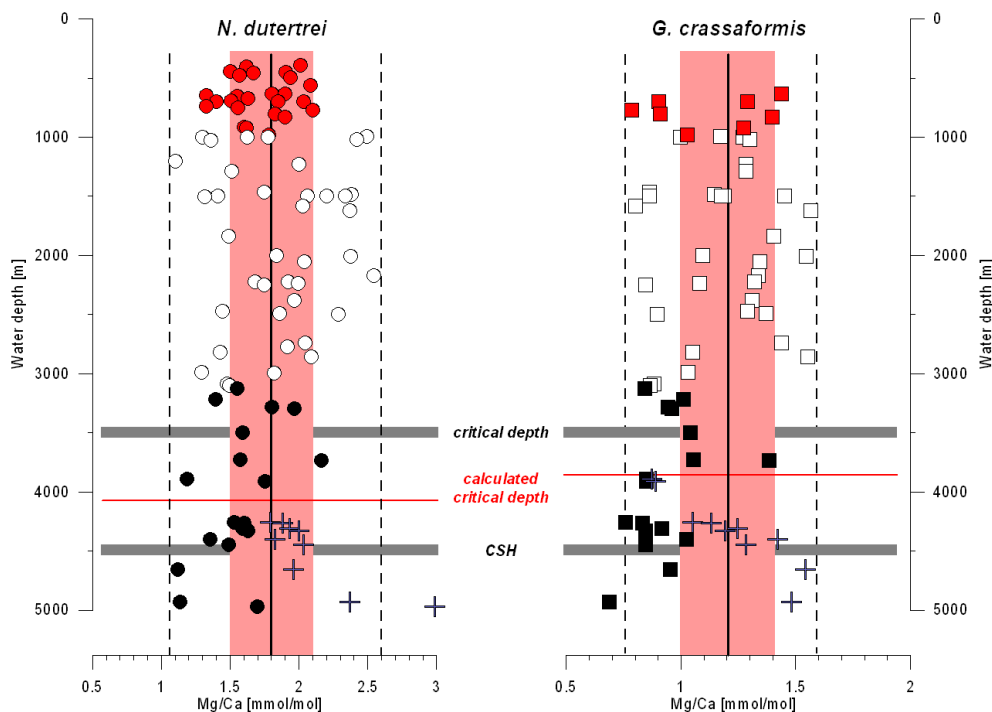 N. dutertrei
G. crassaformis
0
1000
2000
3000
4000
5000
Water depth [m]
0
1000
2000
3000
4000
5000
Water depth [m]
critical depth
calculated
critical depth
CSH
0.5
1
1.5
2
2.5
3
Mg/Ca [mmol/mol]
0.5
1
1.5
2
Mg/Ca [mmol/mol]